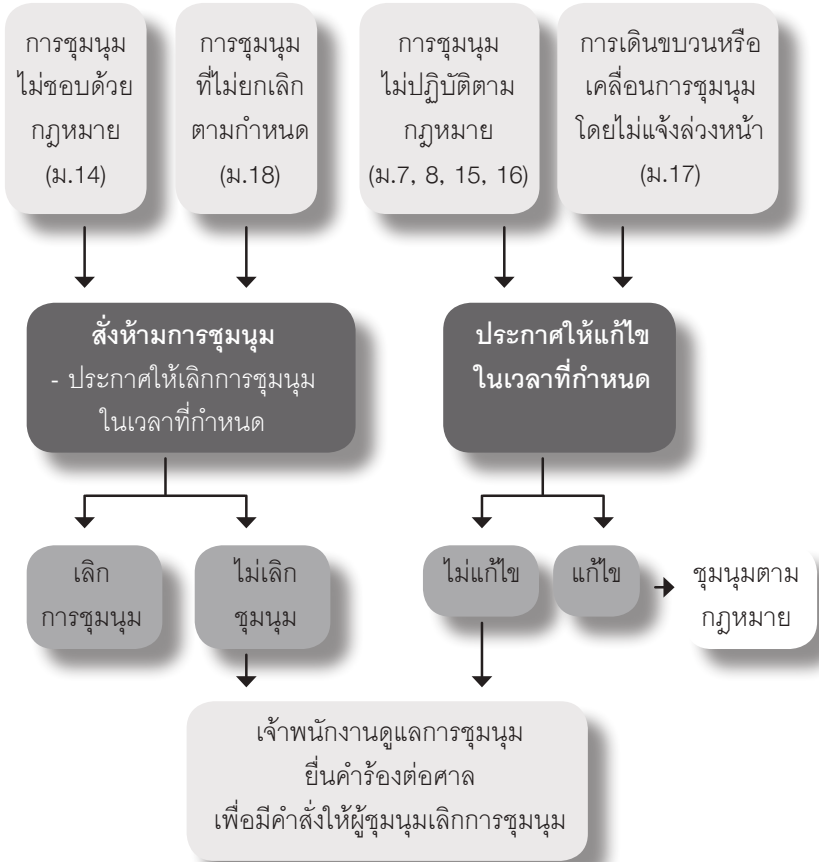 การชุมนุม
ไม่ชอบด้วย
กฎหมาย
(ม.14)
การชุมนุม
ที่ไม่ยกเลิก
ตามกำหนด
(ม.18)
การชุมนุม
ไม่ปฏิบัติตาม
กฎหมาย
(ม.7, 8, 15, 16)
การเดินขบวนหรือ
เคลื่อนการชุมนุม
โดยไม่แจ้งล่วงหน้า
(ม.17)
สั่งห้ามการชุมนุม
- ประกาศให้เลิกการชุมนุม
ในเวลาที่กำหนด
ประกาศให้แก้ไข
ในเวลาที่กำหนด
เลิก
การชุมนุม
ไม่เลิก
ชุมนุม
ไม่แก้ไข
แก้ไข
ชุมนุมตาม
กฎหมาย
เจ้าพนักงานดูแลการชุมนุม
ยื่นคำร้องต่อศาล
เพื่อมีคำสั่งให้ผู้ชุมนุมเลิกการชุมนุม